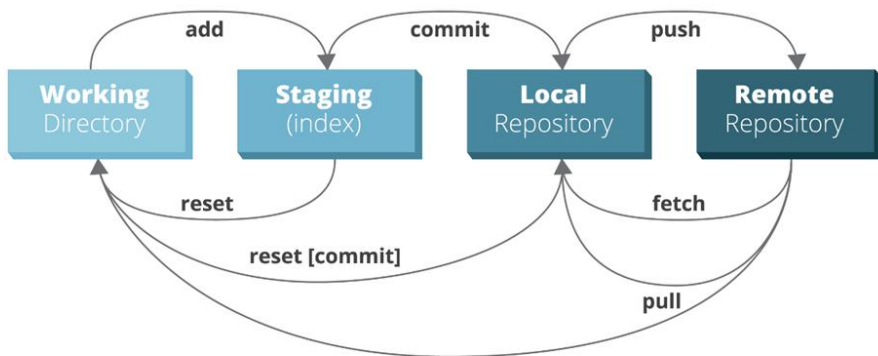 add
commit
push
Working
Directory
Staging
(index)
Local
Repository
Remote
Repository
reset
fetch
reset [commit]
pull